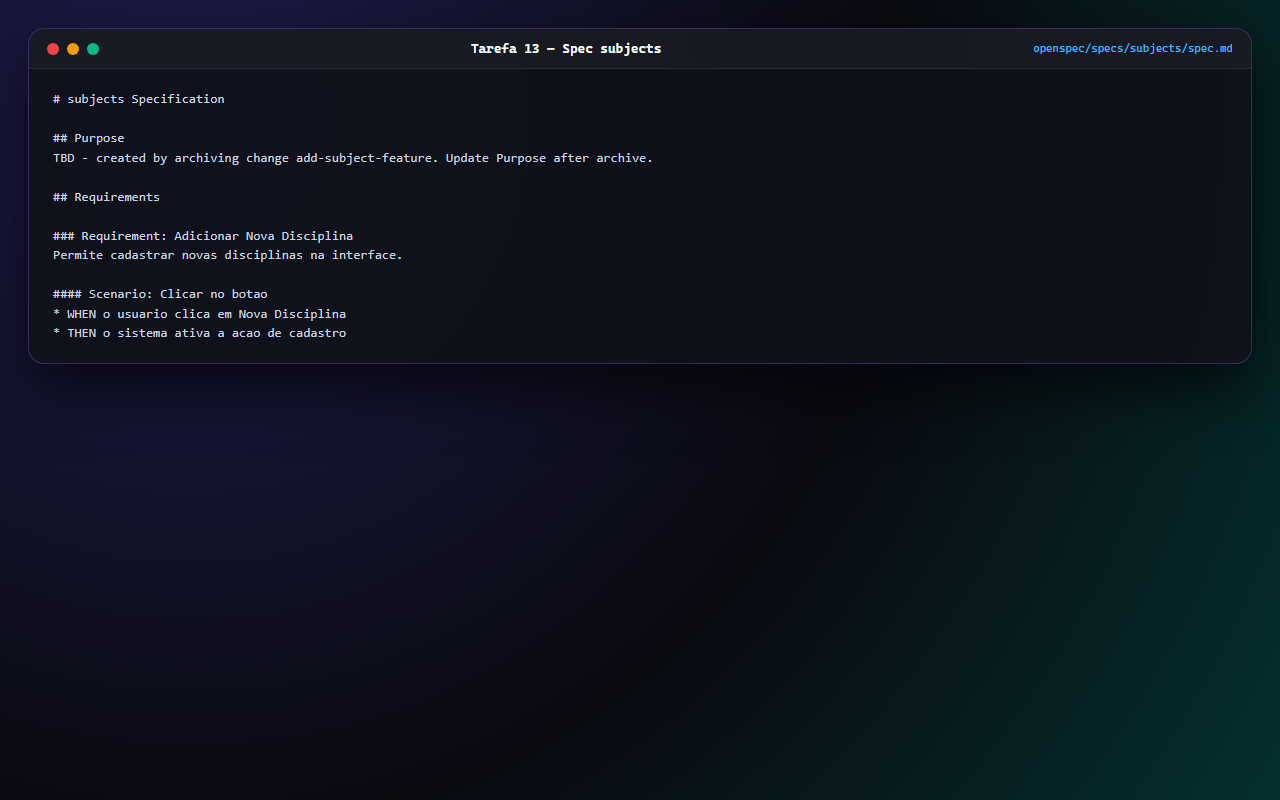 Tarefa 13 — Spec subjects
openspec/specs/subjects/spec.md
# subjects Specification
## Purpose
TBD - created by archiving change add-subject-feature. Update Purpose after archive.
## Requirements
### Requirement: Adicionar Nova Disciplina
Permite cadastrar novas disciplinas na interface.
#### Scenario: Clicar no botao
* WHEN o usuario clica em Nova Disciplina
* THEN o sistema ativa a acao de cadastro